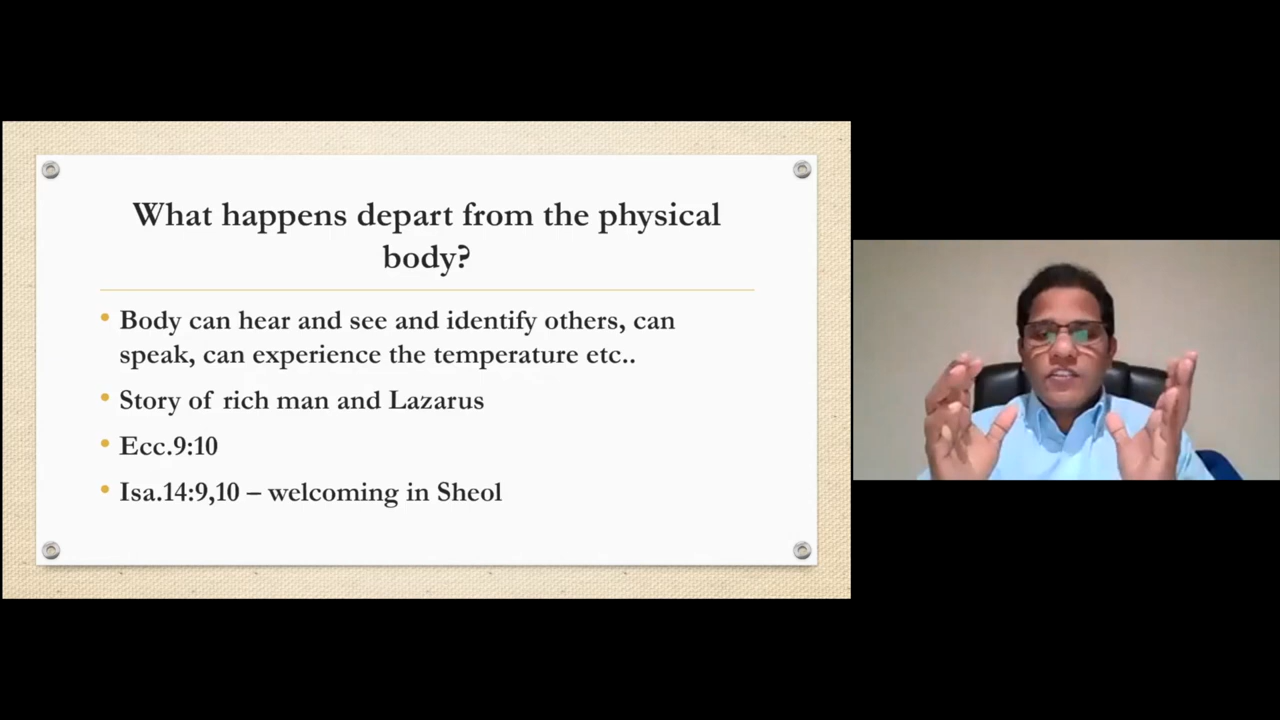 What happens depart from the physical
body?
• Body can hear and see and identify others, can
speak, can experience the temperature etc..
• Story of rich man and Lazarus
• Ecc.9:10
• Isa.14:9,10 – welcoming in Sheol